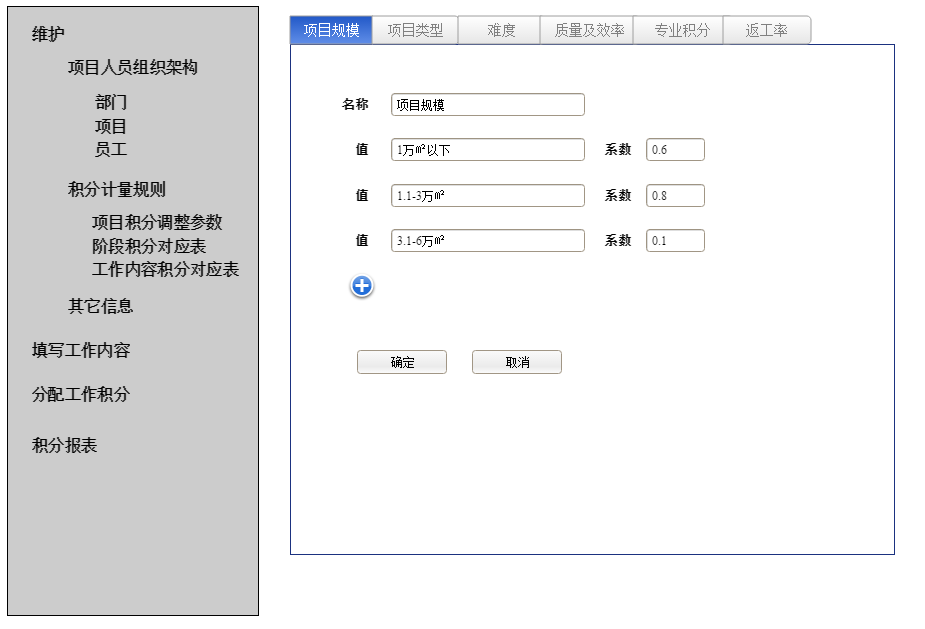 维护
项目人员组织架构
部门
项目
员工
积分计量规则
项目积分调整参数
阶段积分对应表
工作内容积分对应表
其它信息
填写工作内容
分配工作积分
积分报表
项目规模 项目类型 难度 质量及效率 专业积分 返工率
名称 项目规模
值 1万㎡以下 系数 0.6
值 1.1-3万㎡ 系数 0.8
值 3.1-6万㎡ 系数 0.1
确定 取消